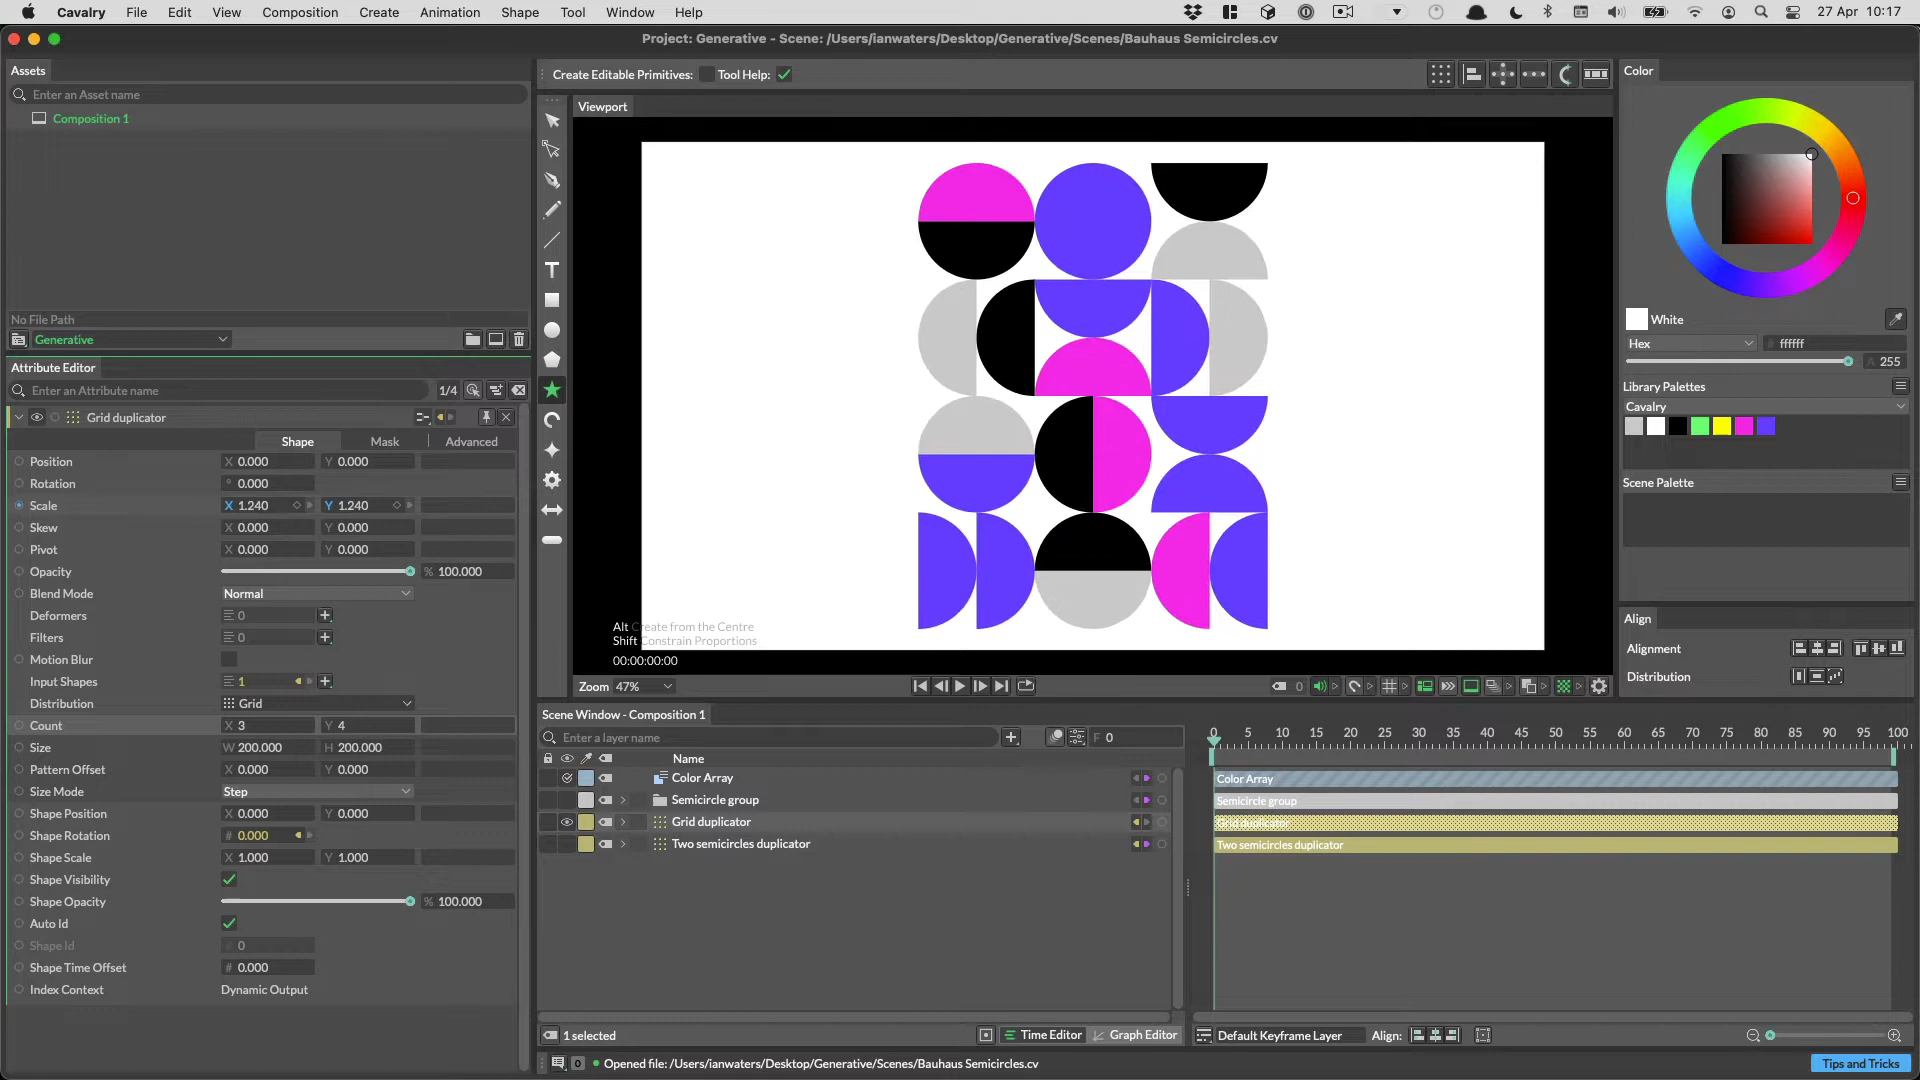 Cavalry File Edit View Composition Create Animation Shape Tool Window Help 27 Apr 10:17
Project: Generative - Scene: /Users/ianwaters/Desktop/Generative/Scenes/Bauhaus Semicircles.cv
Assets
Enter an Asset name
Composition 1
No File Path
Generative
Attribute Editor
Enter an Attribute name 1/4
Grid duplicator
Shape Mask Advanced
Position X 0.000 Y 0.000
Rotation ° 0.000
Scale X 1.240 Y 1.240
Skew X 0.000 Y 0.000
Pivot X 0.000 Y 0.000
Opacity % 100.000
Blend Mode Normal
Deformers 0
Filters 0
Motion Blur
Input Shapes 1
Distribution Grid
Count X 3 Y 4
Size W 200.000 H 200.000
Pattern Offset X 0.000 Y 0.000
Size Mode Step
Shape Position X 0.000 Y 0.000
Shape Rotation # 0.000
Shape Scale X 1.000 Y 1.000
Shape Visibility
Shape Opacity % 100.000
Auto Id
Shape Id 0
Shape Time Offset # 0.000
Index Context Dynamic Output
Create Editable Primitives: Tool Help:
Viewport
Alt Create from the Centre
Shift Constrain Proportions
00:00:00:00
Zoom 47% 0
Scene Window - Composition 1
Enter a layer name F 0
Name
Color Array
Semicircle group
Grid duplicator
Two semicircles duplicator
0 5 10 15 20 25 30 35 40 45 50 55 60 65 70 75 80 85 90 95 100
Color Array
Semicircle group
Grid duplicator
Two semicircles duplicator
1 selected Time Editor Graph Editor Default Keyframe Layer Align:
0 Opened file: /Users/ianwaters/Desktop/Generative/Scenes/Bauhaus Semicircles.cv Tips and Tricks
Color
White
Hex # ffffff
A 255
Library Palettes
Cavalry
Scene Palette
Align
Alignment
Distribution